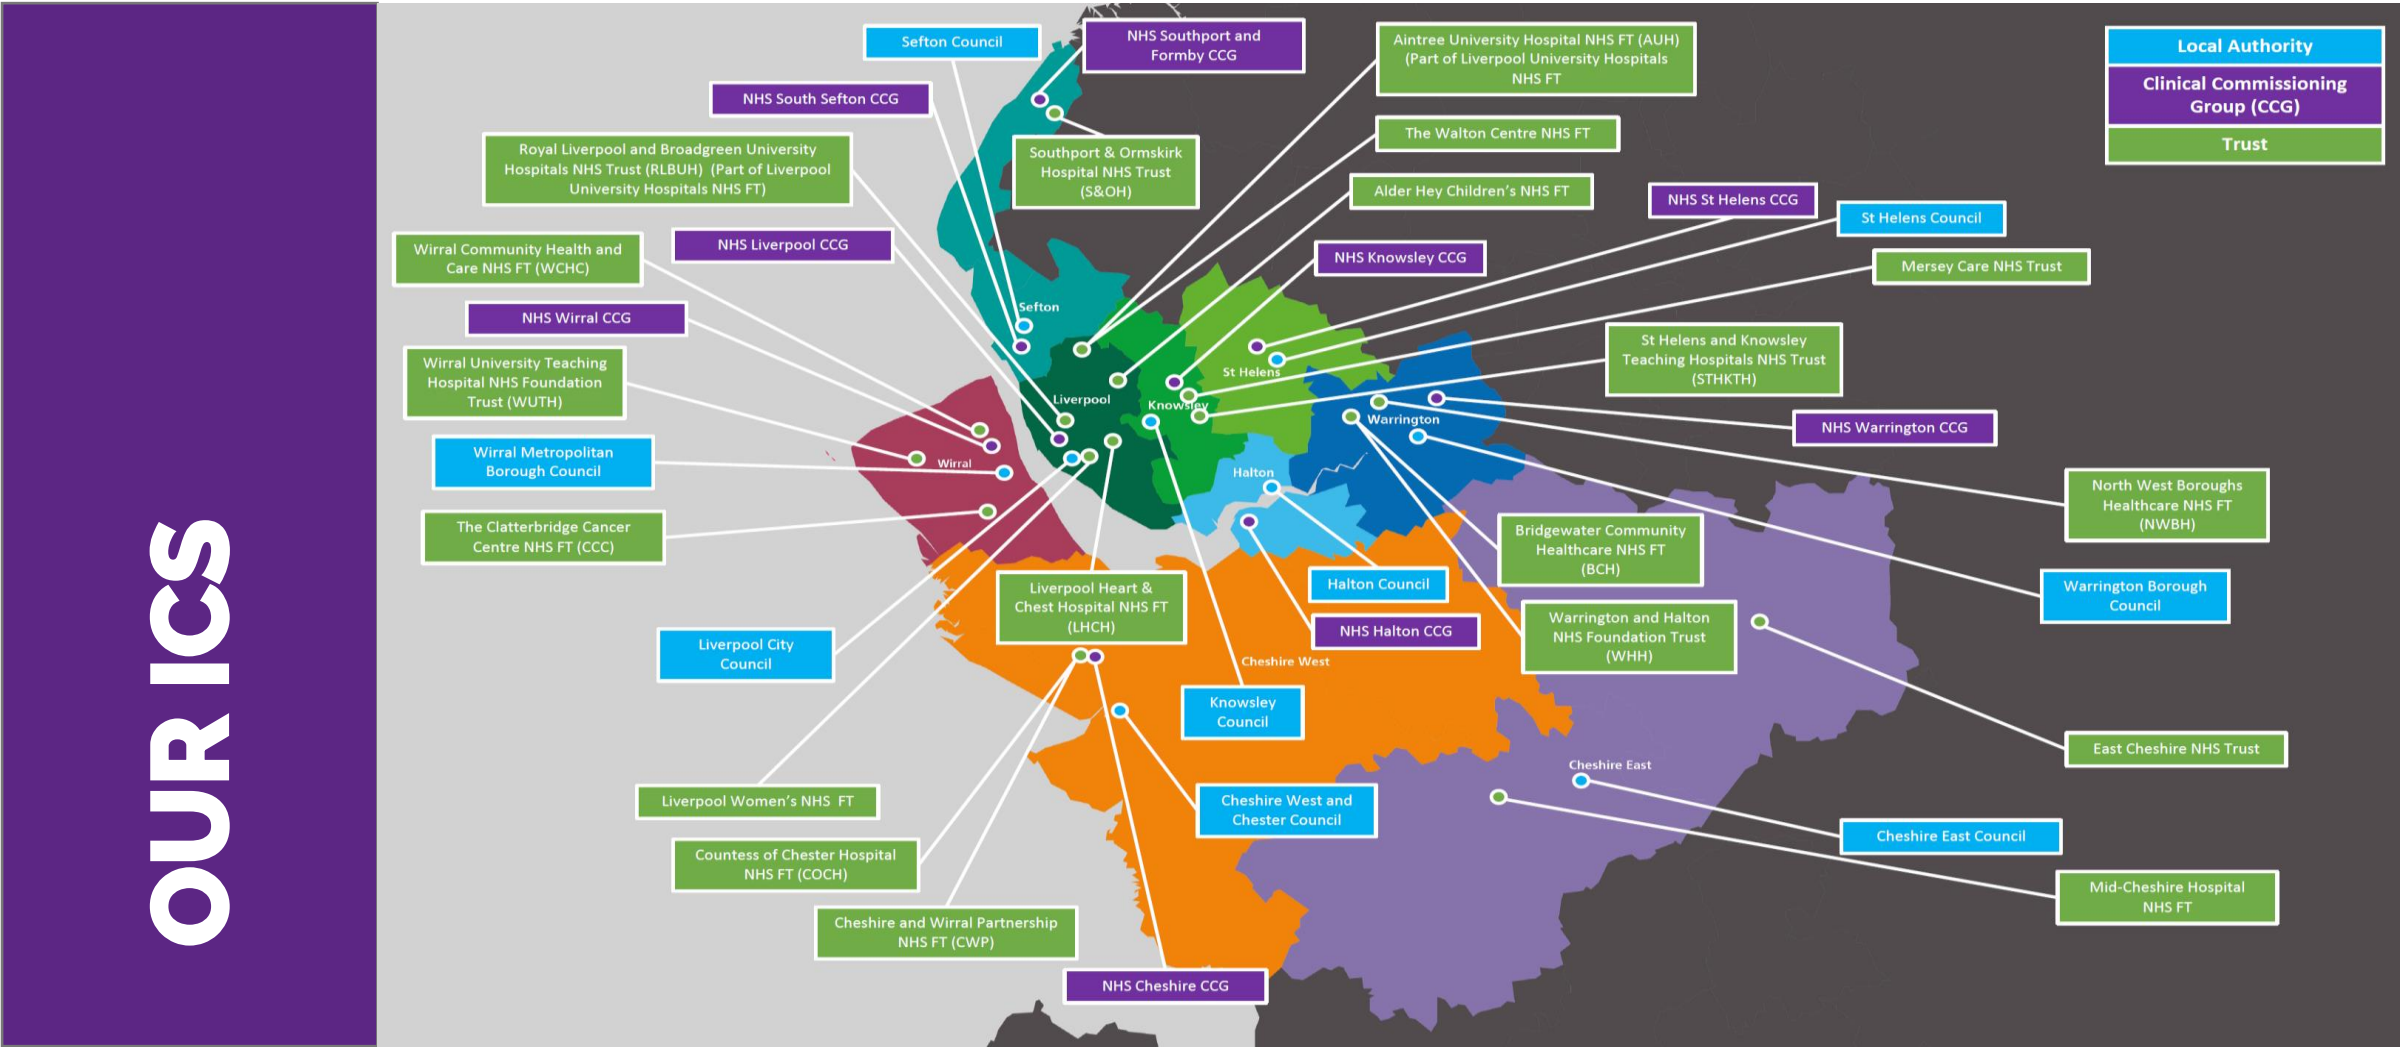 OUR ICS
Sefton Council
NHS Southport and
Formby CCG
Aintree University Hospital NHS FT (AUH)
(Part of Liverpool University Hospitals
NHS FT
Local Authority
Clinical Commissioning
Group (CCG)
Trust
NHS South Sefton CCG
The Walton Centre NHS FT
Royal Liverpool and Broadgreen University
Hospitals NHS Trust (RLBUH) (Part of Liverpool
University Hospitals NHS FT)
Southport & Ormskirk
Hospital NHS Trust
(S&OH)
Alder Hey Children’s NHS FT
NHS St Helens CCG
St Helens Council
NHS Liverpool CCG
Wirral Community Health and
Care NHS FT (WCHC)
NHS Knowsley CCG
Mersey Care NHS Trust
NHS Wirral CCG
Sefton
St Helens and Knowsley
Teaching Hospitals NHS Trust
(STHKTH)
Wirral University Teaching
Hospital NHS Foundation
Trust (WUTH)
St Helens
Liverpool
Knowsley
Warrington
NHS Warrington CCG
Wirral Metropolitan
Borough Council
Wirral
Halton
North West Boroughs
Healthcare NHS FT
(NWBH)
The Clatterbridge Cancer
Centre NHS FT (CCC)
Bridgewater Community
Healthcare NHS FT
(BCH)
Liverpool Heart &
Chest Hospital NHS FT
(LHCH)
Halton Council
Warrington Borough
Council
NHS Halton CCG
Warrington and Halton
NHS Foundation Trust
(WHH)
Liverpool City
Council
Cheshire West
Knowsley
Council
East Cheshire NHS Trust
Cheshire East
Liverpool Women’s NHS  FT
Cheshire West and
Chester Council
Cheshire East Council
Countess of Chester Hospital
NHS FT (COCH)
Mid-Cheshire Hospital
NHS FT
Cheshire and Wirral Partnership
NHS FT (CWP)
NHS Cheshire CCG